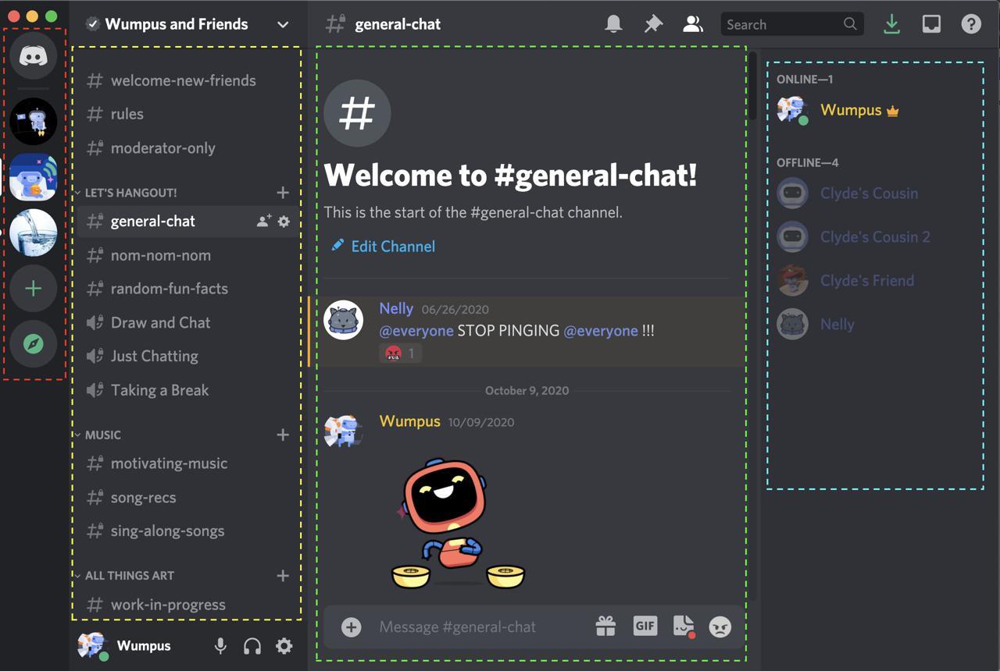 Wumpus and Friends
welcome-new-friends
rules
moderator-only
LET'S HANGOUT!
general-chat
nom-nom-nom
random-fun-facts
Draw and Chat
Just Chatting
Taking a Break
MUSIC
motivating-music
song-recs
sing-along-songs
ALL THINGS ART
work-in-progress
Wumpus
general-chat
Search
#
Welcome to #general-chat!
This is the start of the #general-chat channel.
Edit Channel
Nelly 06/26/2020
@everyone STOP PINGING @everyone !!!
1
October 9, 2020
Wumpus 10/09/2020
Message #general-chat
GIF
ONLINE—1
Wumpus
OFFLINE—4
Clyde's Cousin
Clyde's Cousin 2
Clyde's Friend
Nelly